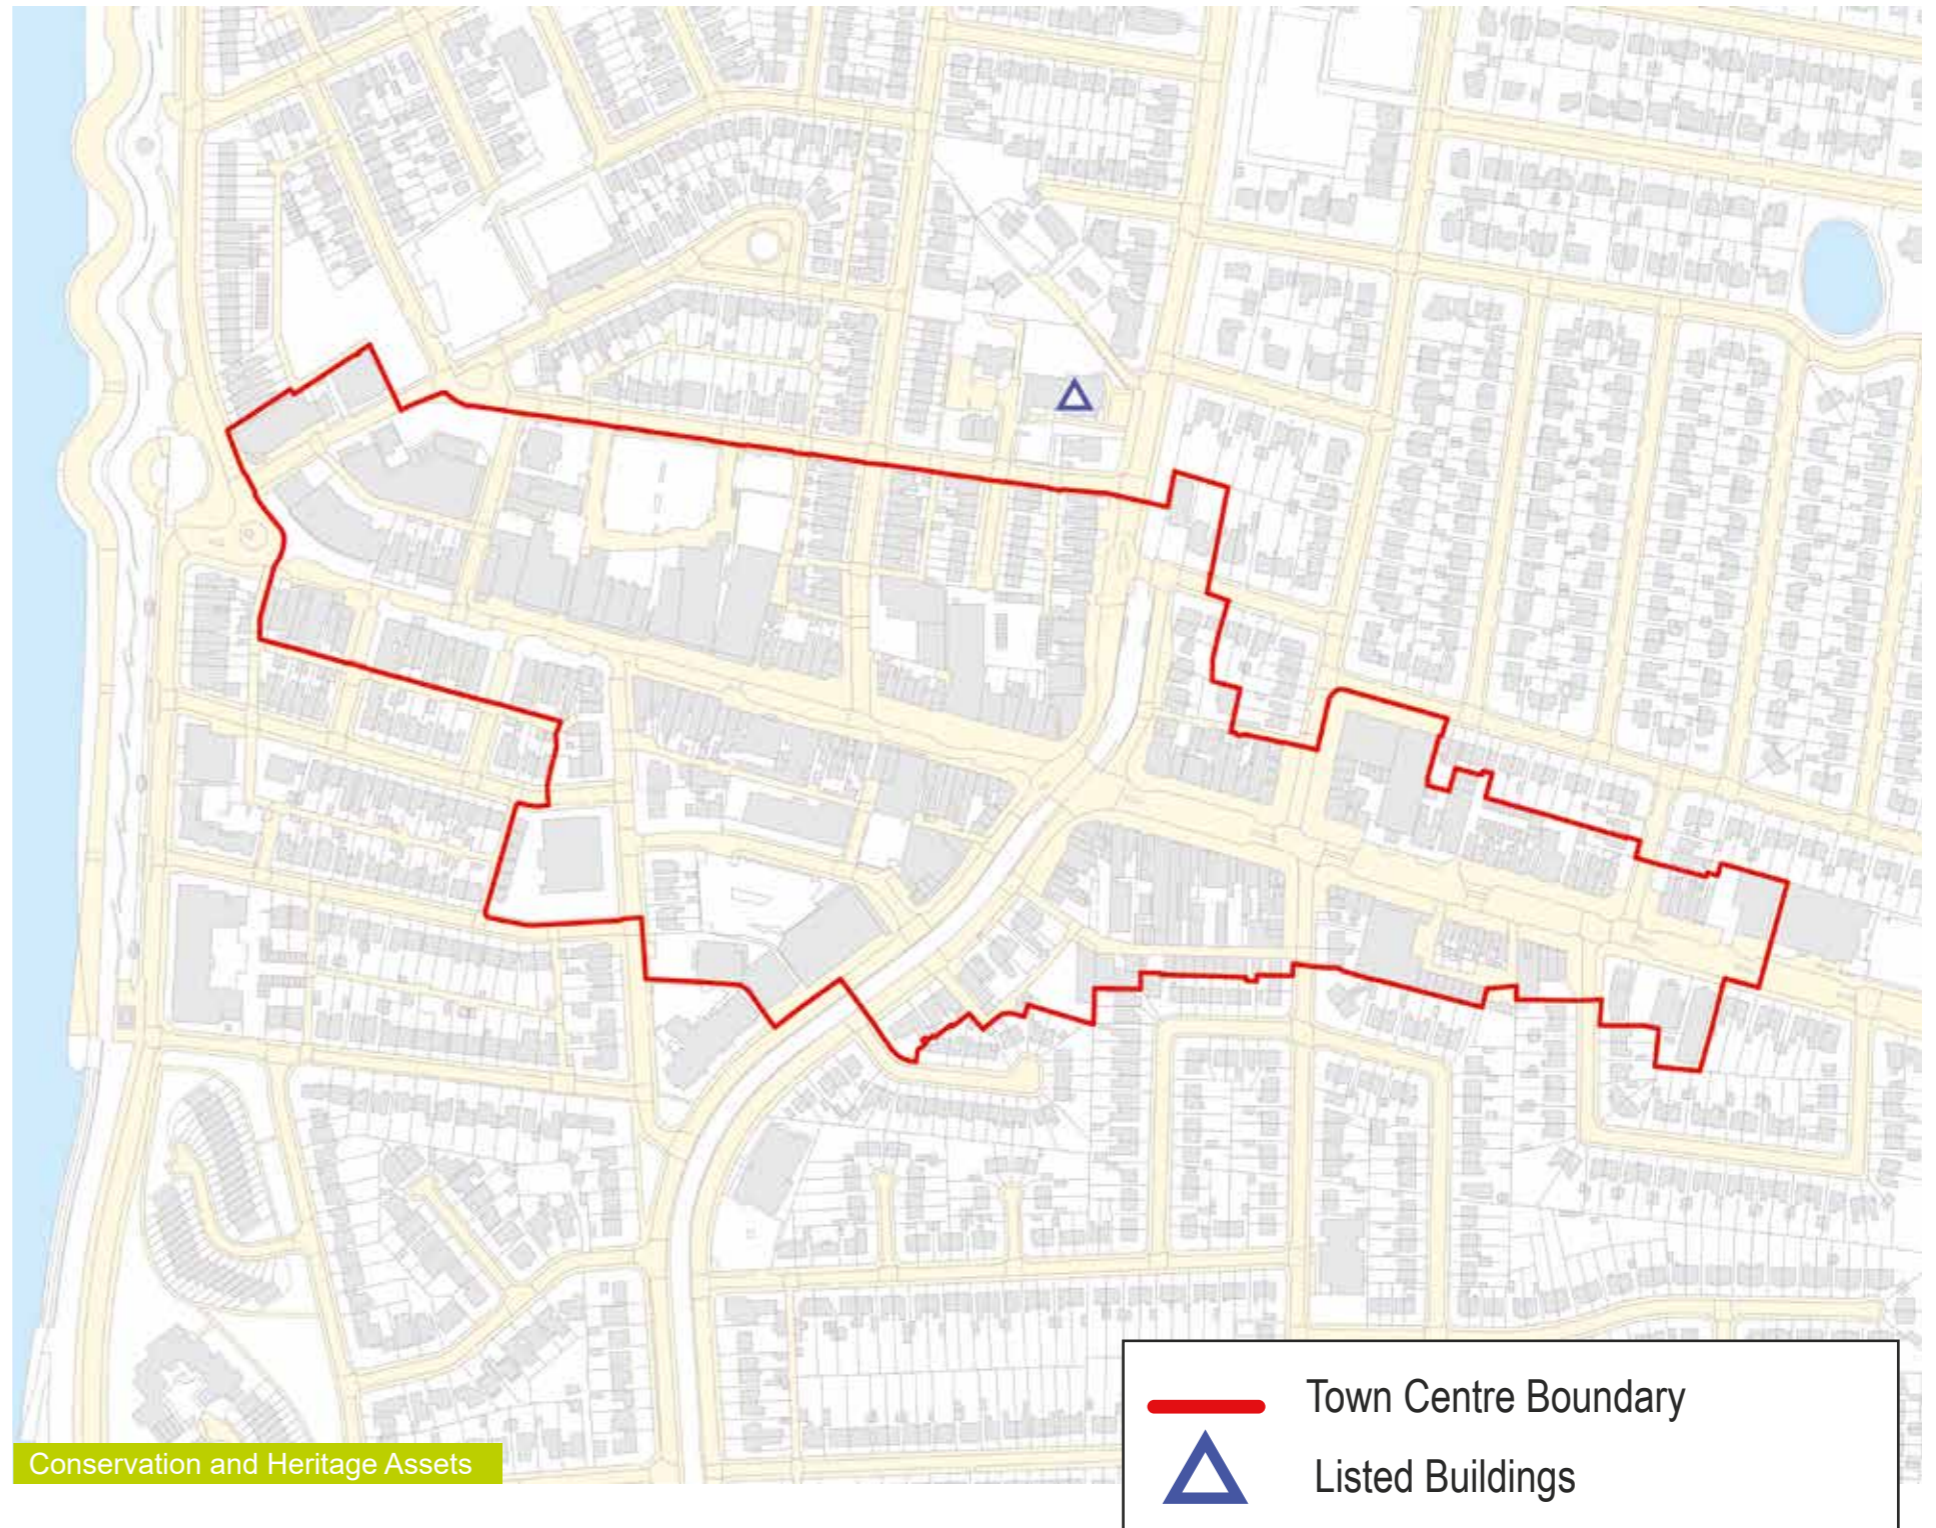 Conservation and Heritage Assets
Town Centre Boundary
Listed Buildings